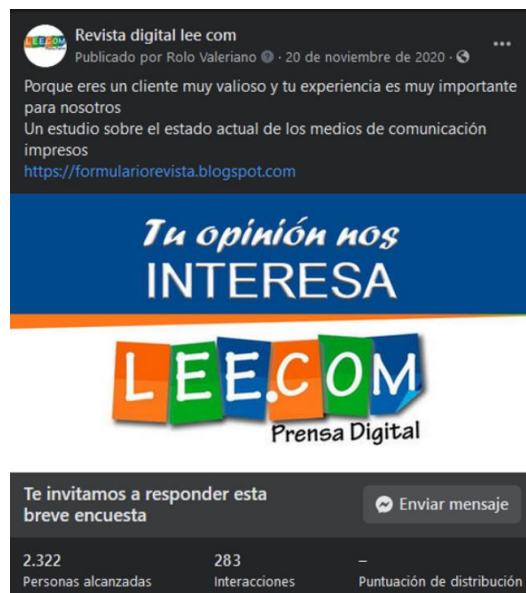 Revista digital lee com
Publicado por Rolo Valeriano · 20 de noviembre de 2020 ·
Porque eres un cliente muy valioso y tu experiencia es muy importante
para nosotros
Un estudio sobre el estado actual de los medios de comunicación
impresos
https://formulariorevista.blogspot.com
Tu opinión nos
INTERESA
LEE.COM
Prensa Digital
Te invitamos a responder esta
breve encuesta
Enviar mensaje
2.322 283 –
Personas alcanzadas Interacciones Puntuación de distribución